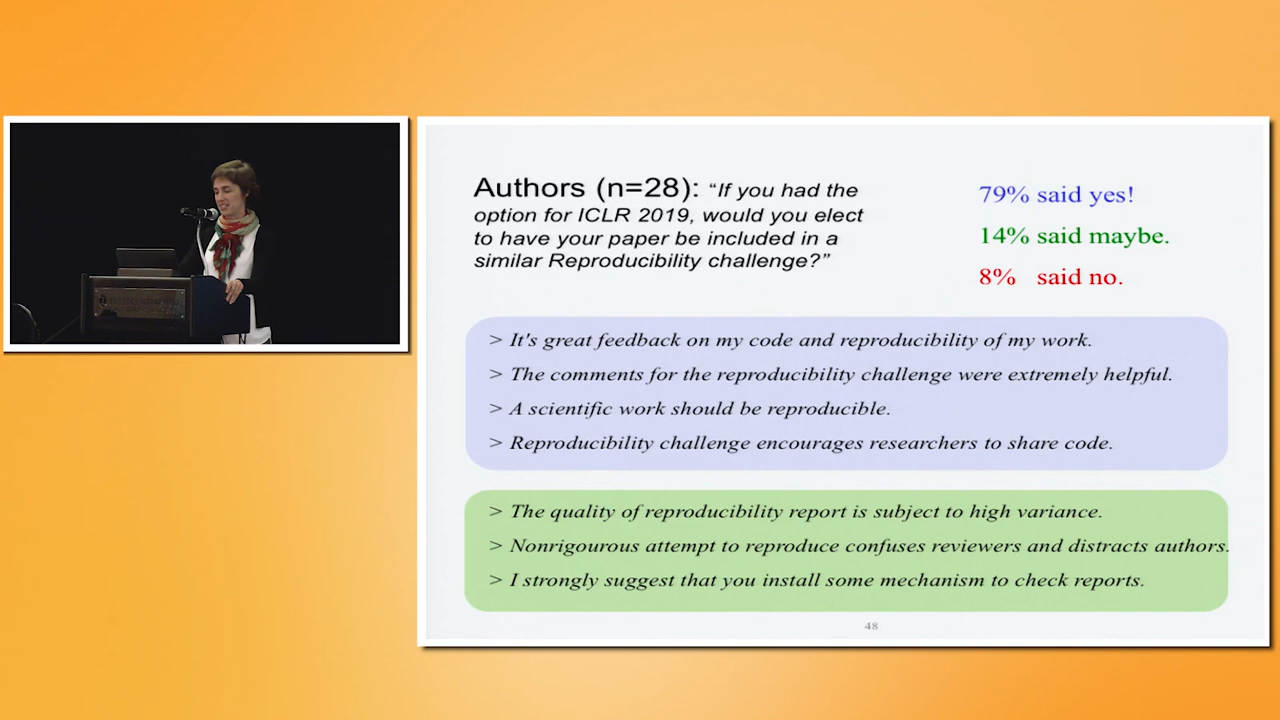 Authors (n=28): “If you had the
option for ICLR 2019, would you elect
to have your paper be included in a
similar Reproducibility challenge?”
79% said yes!
14% said maybe.
8% said no.
> It's great feedback on my code and reproducibility of my work.
> The comments for the reproducibility challenge were extremely helpful.
> A scientific work should be reproducible.
> Reproducibility challenge encourages researchers to share code.
> The quality of reproducibility report is subject to high variance.
> Nonrigourous attempt to reproduce confuses reviewers and distracts authors.
> I strongly suggest that you install some mechanism to check reports.
48